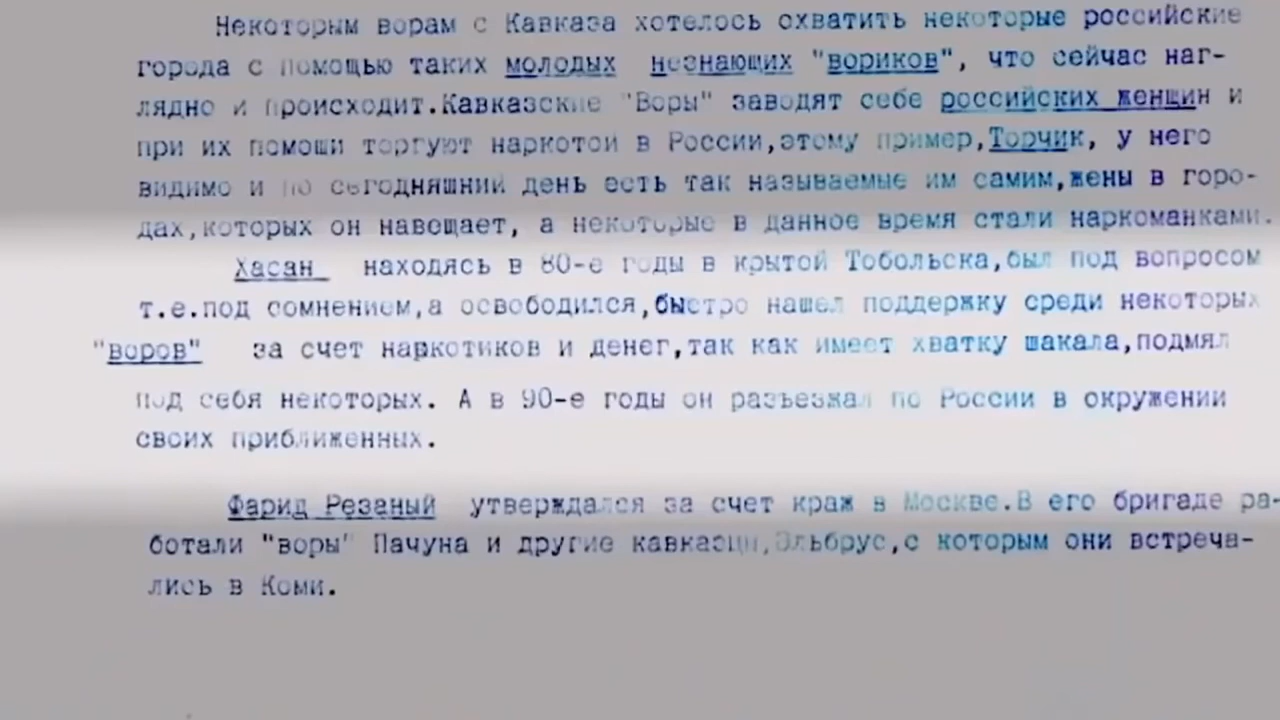 Некоторым ворам с Кавказа хотелось охватить некоторые российские
города с помощью таких молодых незнающих "вориков", что сейчас наг-
лядно и происходит.Кавказские "Воры" заводят себе российских женщин и
при их помощи торгуют наркотой в России,этому пример,Торчик, у него
видимо и по сегодняшний день есть так называемые им самим,жены в горо-
дах,которых он навещает, а некоторые в данное время стали наркоманками.
Хасан находясь в 80-е годы в крытой Тобольска,был под вопросом
т.е.под сомнением,а освободился,быстро нашел поддержку среди некоторых
"воров" за счет наркотиков и денег,так как имеет хватку шакала,подмял
под себя некоторых. А в 90-е годы он разъезжал по России в окружении
своих приближенных.
Фарид Резаный утверждался за счет краж в Москве.В его бригаде ра-
ботали "воры" Пачуна и другие кавказцы,Эльбрус,с которым они встреча-
лись в Коми.